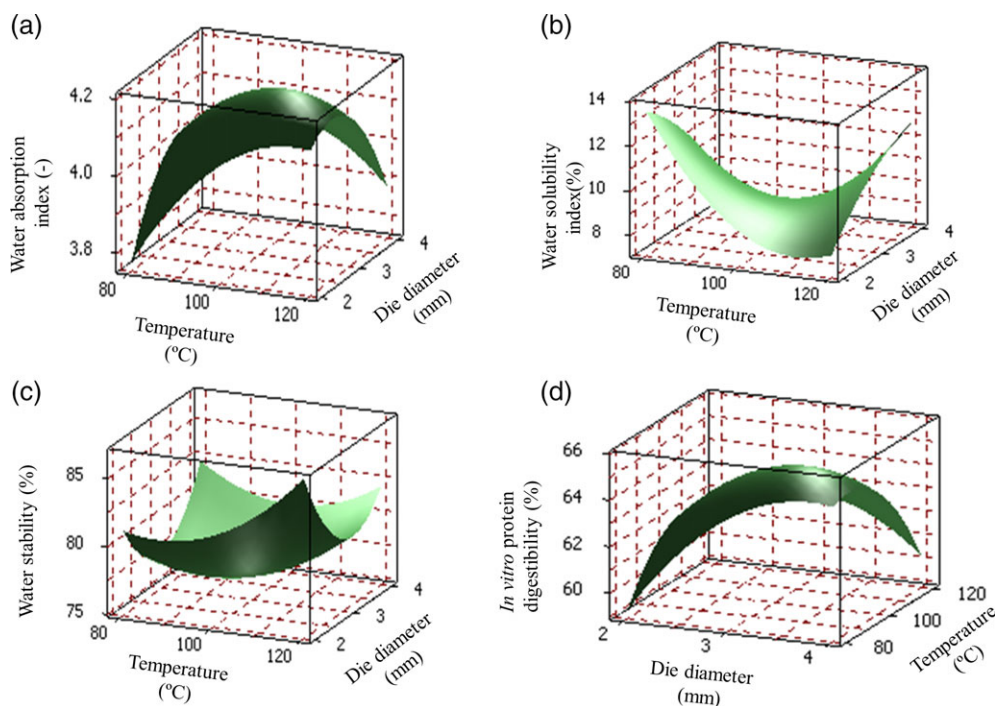 (a)
4.2
4.0
3.8
Water absorption
index (-)
80
100
120
Temperature
(ºC)
2
3
4
Die diameter
(mm)
(b)
14
12
10
8
Water solubility
index(%)
80
100
120
Temperature
(ºC)
2
3
4
Die diameter
(mm)
(c)
85
80
75
Water stability (%)
80
100
120
Temperature
(ºC)
2
3
4
Die diameter
(mm)
(d)
66
64
62
60
In vitro protein
digestibility (%)
2
3
4
Die diameter
(mm)
80
100
120
Temperature
(ºC)